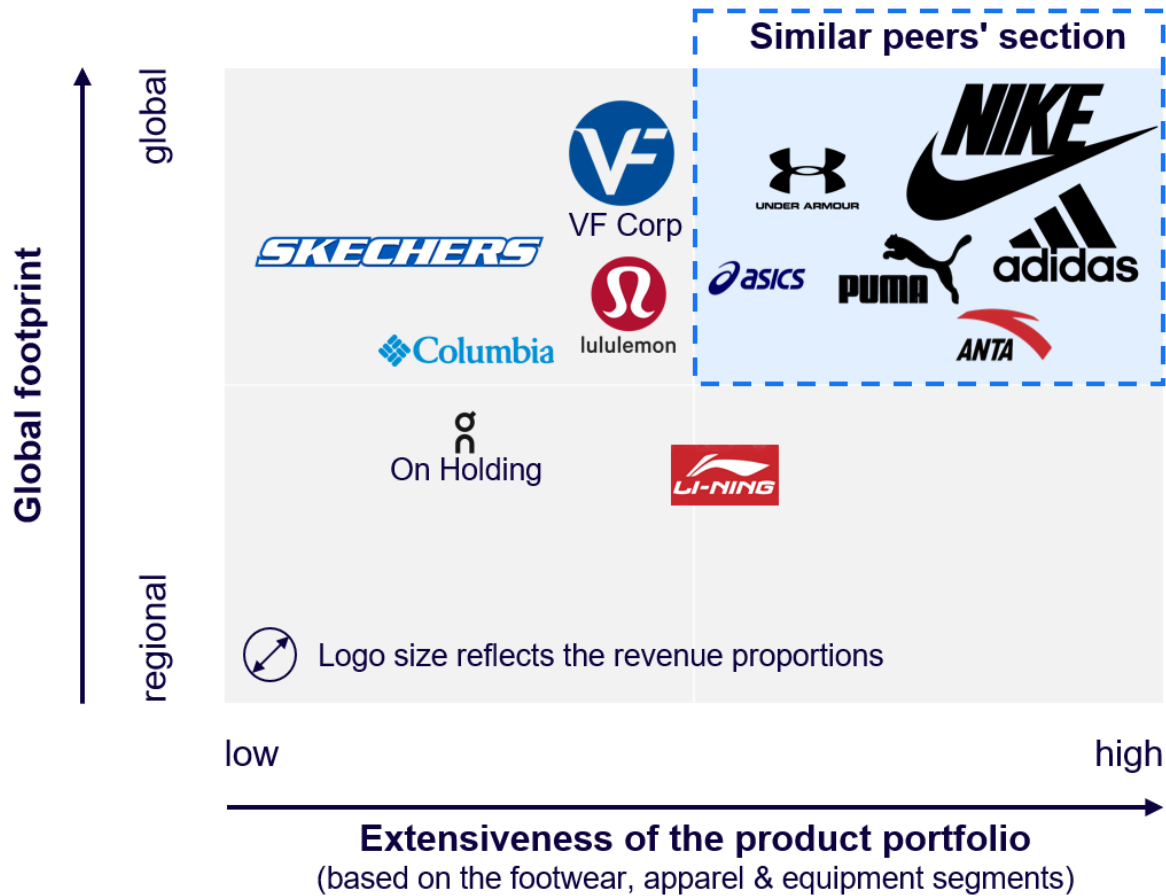 Similar peers' section
global
NIKE
VF
UNDER ARMOUR
VF Corp
SKECHERS
adidas
asics
PUMA
lululemon
Columbia
ANTA
Global footprint
On
On Holding
LI-NING
regional
Logo size reflects the revenue proportions
low
high
Extensiveness of the product portfolio
(based on the footwear, apparel & equipment segments)